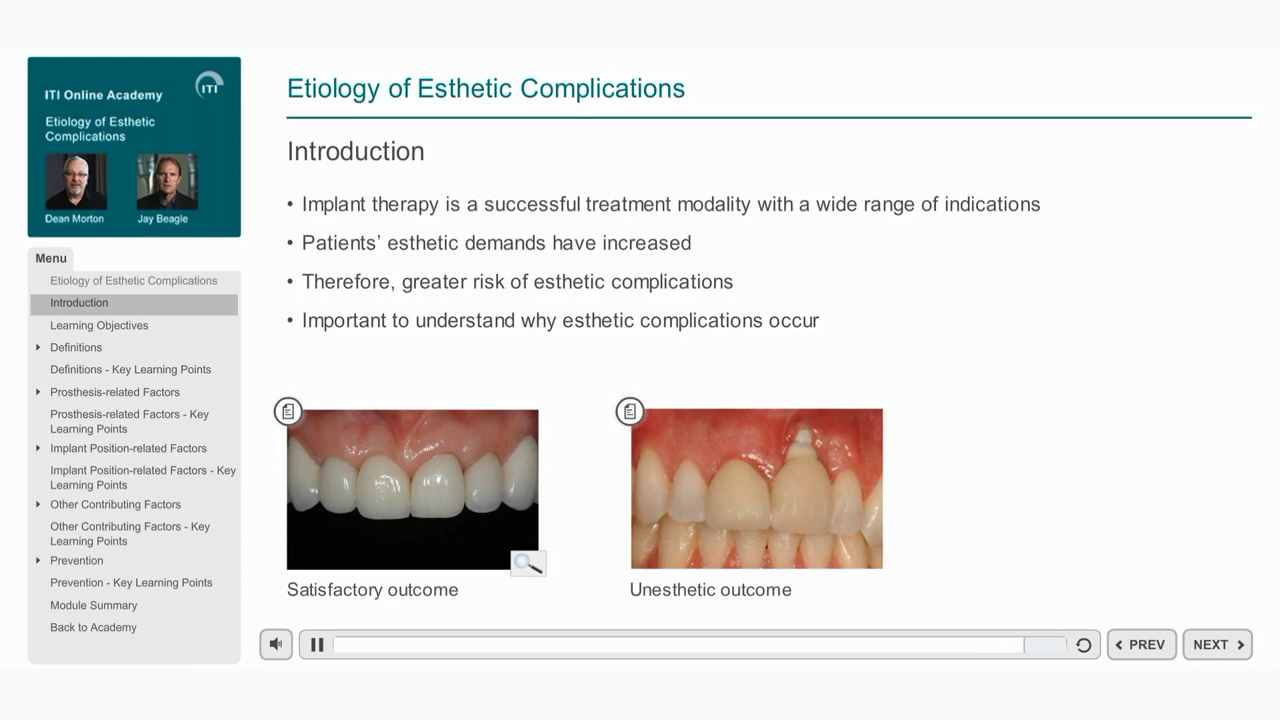 ITI Online Academy
ITI
Etiology of Esthetic
Complications
Dean Morton
Jay Beagle
Menu
Etiology of Esthetic Complications
Introduction
Learning Objectives
Definitions
Definitions - Key Learning Points
Prosthesis-related Factors
Prosthesis-related Factors - Key
Learning Points
Implant Position-related Factors
Implant Position-related Factors - Key
Learning Points
Other Contributing Factors
Other Contributing Factors - Key
Learning Points
Prevention
Prevention - Key Learning Points
Module Summary
Back to Academy
Etiology of Esthetic Complications
Introduction
• Implant therapy is a successful treatment modality with a wide range of indications
• Patients’ esthetic demands have increased
• Therefore, greater risk of esthetic complications
• Important to understand why esthetic complications occur
Satisfactory outcome
Unesthetic outcome
PREV
NEXT